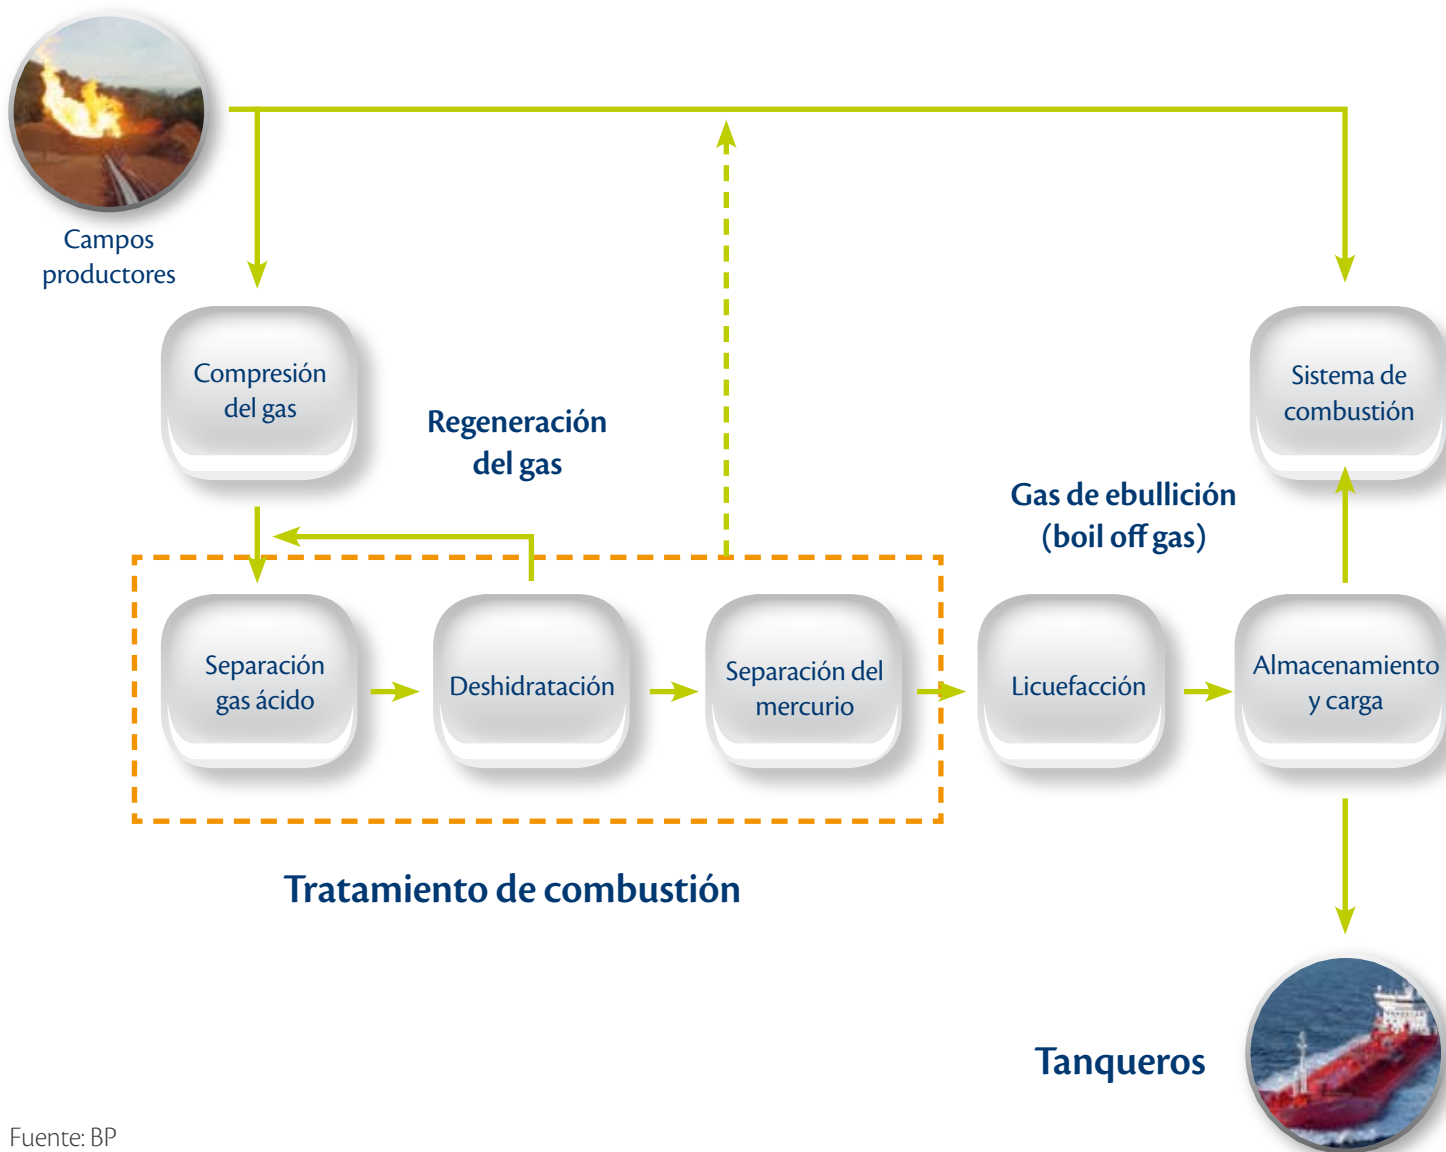 Campos
productores
Compresión
del gas
Regeneración
del gas
Sistema de
combustión
Gas de ebullición
(boil off gas)
Separación
gas ácido
Deshidratación
Separación del
mercurio
Licuefacción
Almacenamiento
y carga
Tratamiento de combustión
Tanqueros
Fuente: BP